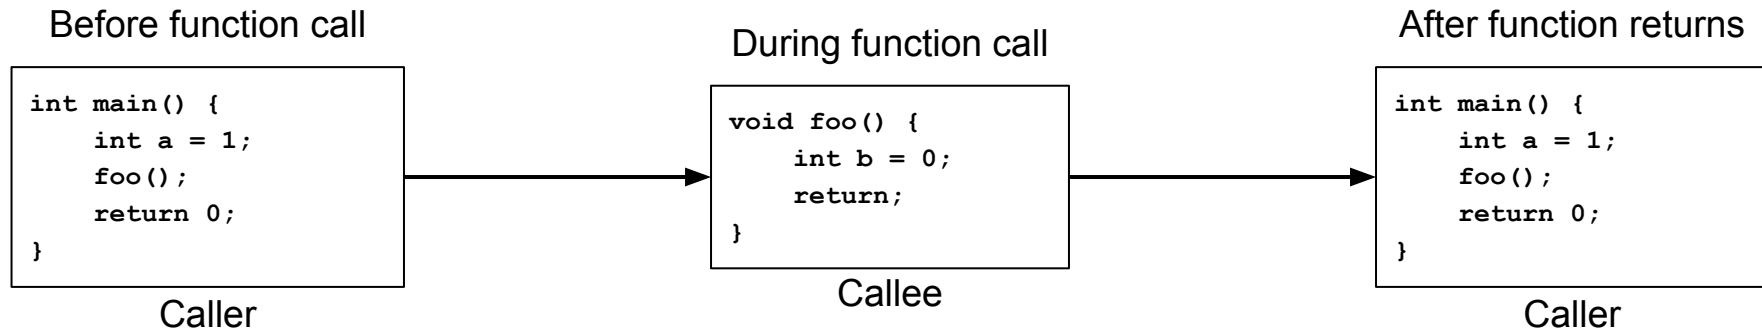 Before function call
int main() {
    int a = 1;
    foo();
    return 0;
}
Caller
During function call
void foo() {
    int b = 0;
    return;
}
Callee
After function returns
int main() {
    int a = 1;
    foo();
    return 0;
}
Caller